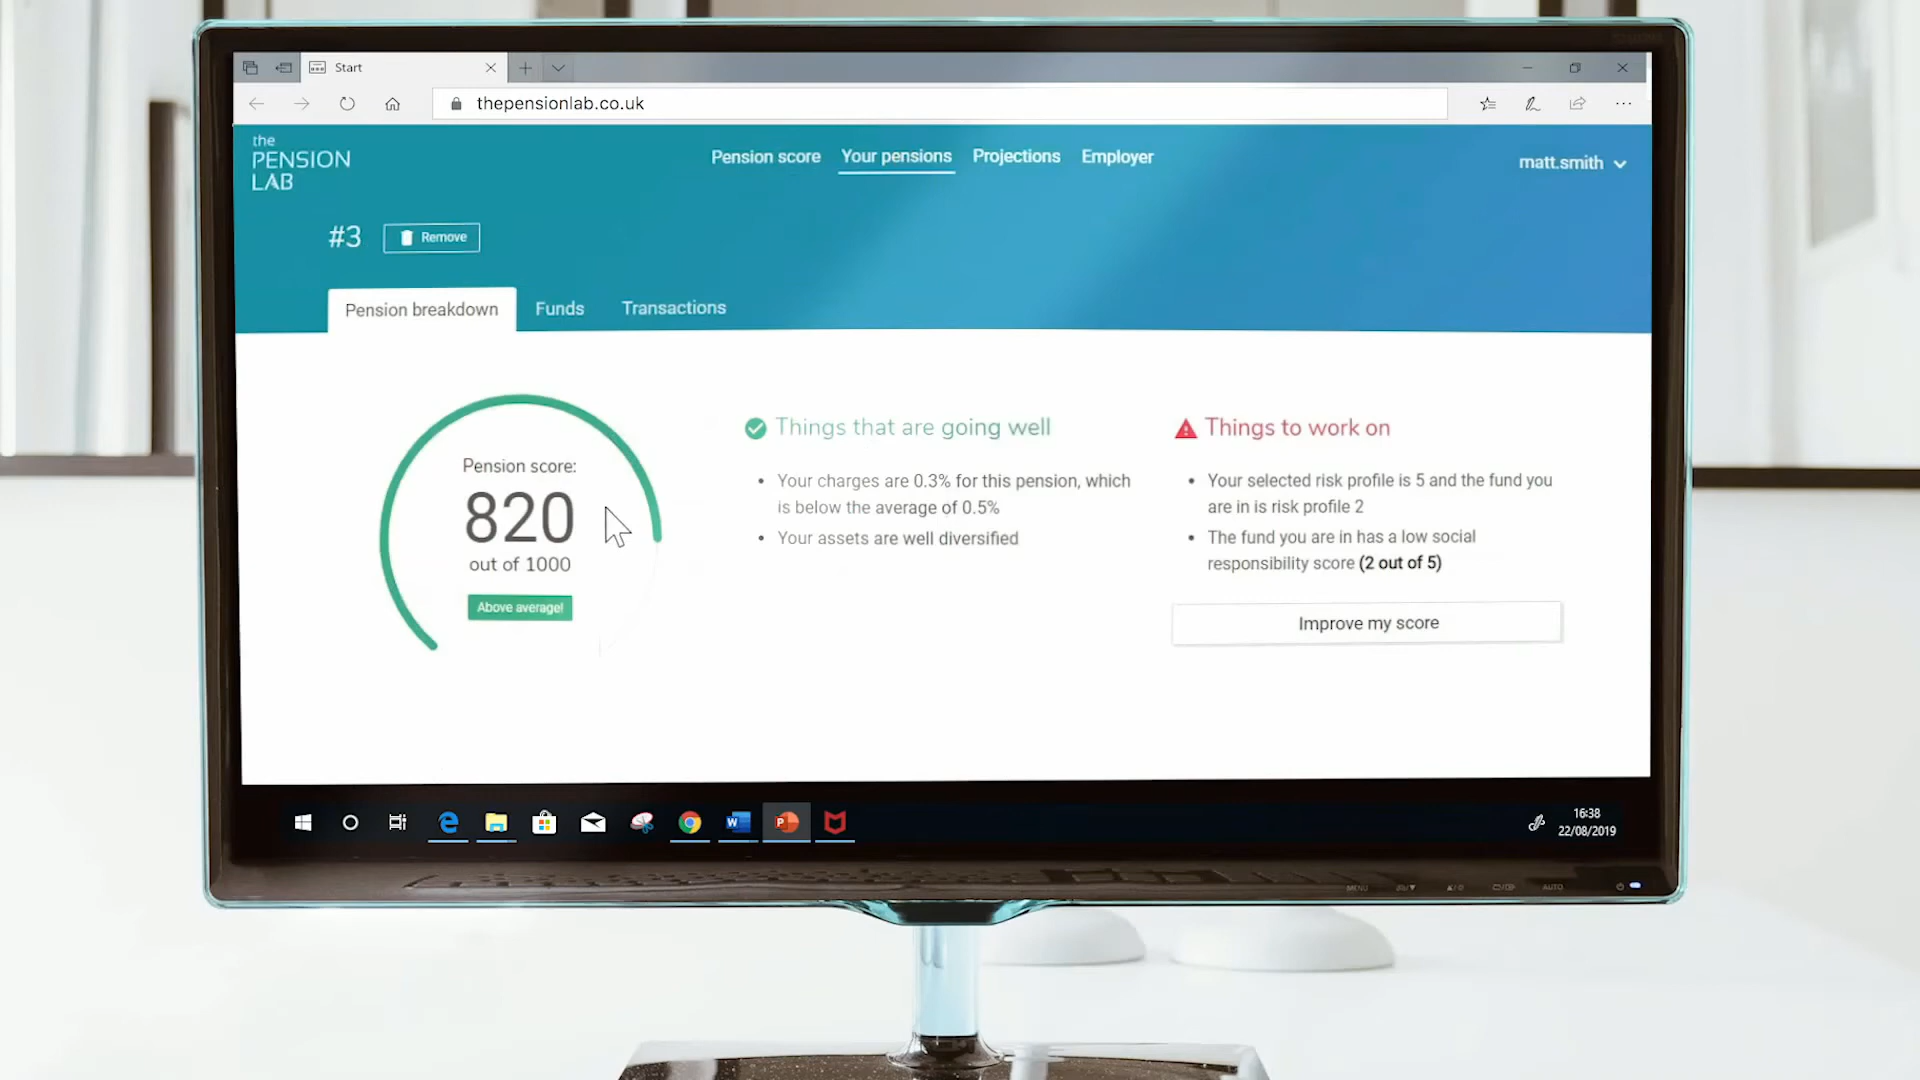 Start
thepensionlab.co.uk
the
PENSION
LAB
Pension score
Your pensions
Projections
Employer
matt.smith
#3
Remove
Pension breakdown
Funds
Transactions
Pension score:
820
out of 1000
Above average!
Things that are going well
• Your charges are 0.3% for this pension, which
is below the average of 0.5%
• Your assets are well diversified
Things to work on
• Your selected risk profile is 5 and the fund you
are in is risk profile 2
• The fund you are in has a low social
responsibility score (2 out of 5)
Improve my score
16:38
22/08/2019
MENU
AUTO